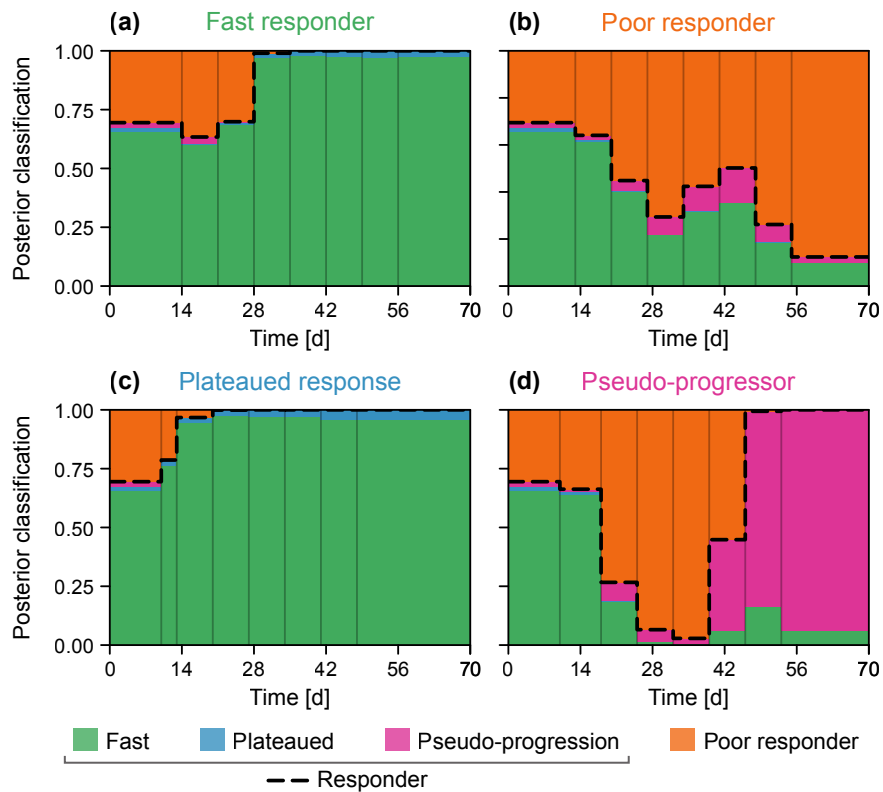 (a) Fast responder
(b) Poor responder
Posterior classification
1.00
0.75
0.50
0.25
0.00
0 14 28 42 56 70
Time [d]
0 14 28 42 56 70
Time [d]
(c) Plateaued response
(d) Pseudo-progressor
Posterior classification
1.00
0.75
0.50
0.25
0.00
0 14 28 42 56 70
Time [d]
0 14 28 42 56 70
Time [d]
Fast Plateaued Pseudo-progression Poor responder
Responder